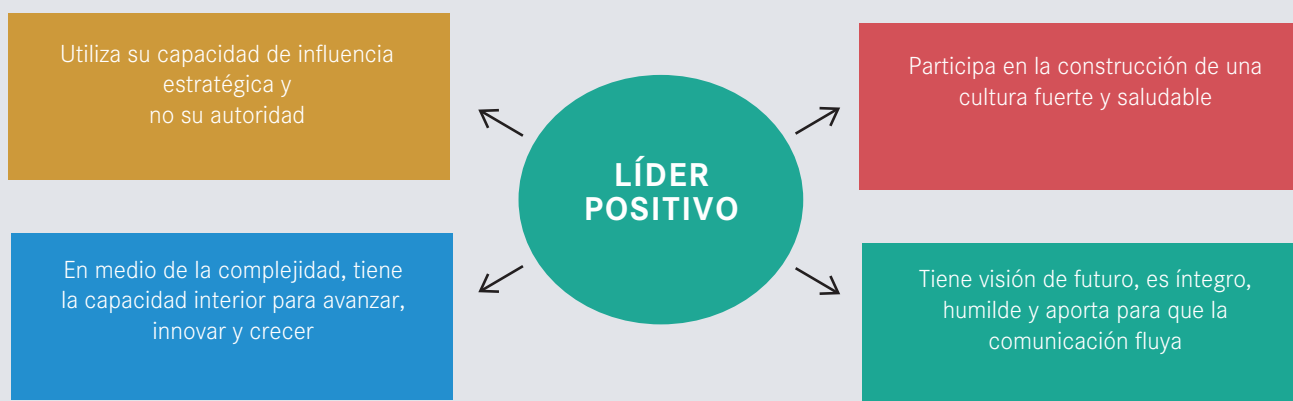 Utiliza su capacidad de influencia
estratégica y
no su autoridad
Participa en la construcción de una
cultura fuerte y saludable
LÍDER
POSITIVO
En medio de la complejidad, tiene
la capacidad interior para avanzar,
innovar y crecer
Tiene visión de futuro, es íntegro,
humilde y aporta para que la
comunicación fluya